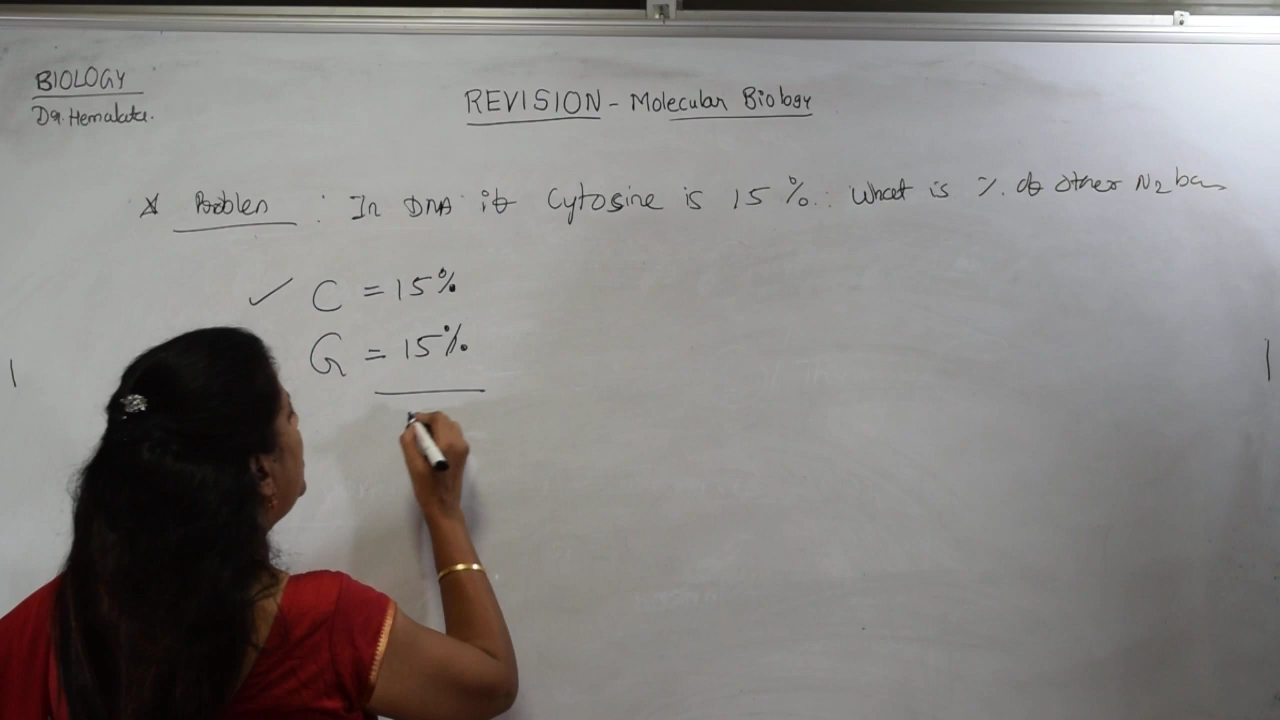 BIOLOGY
Dr. Hemalata.
REVISION - Molecular Biology
Problem : In DNA if Cytosine is 15 %. What is % of other N2 bas
✓ C = 15%
G = 15%